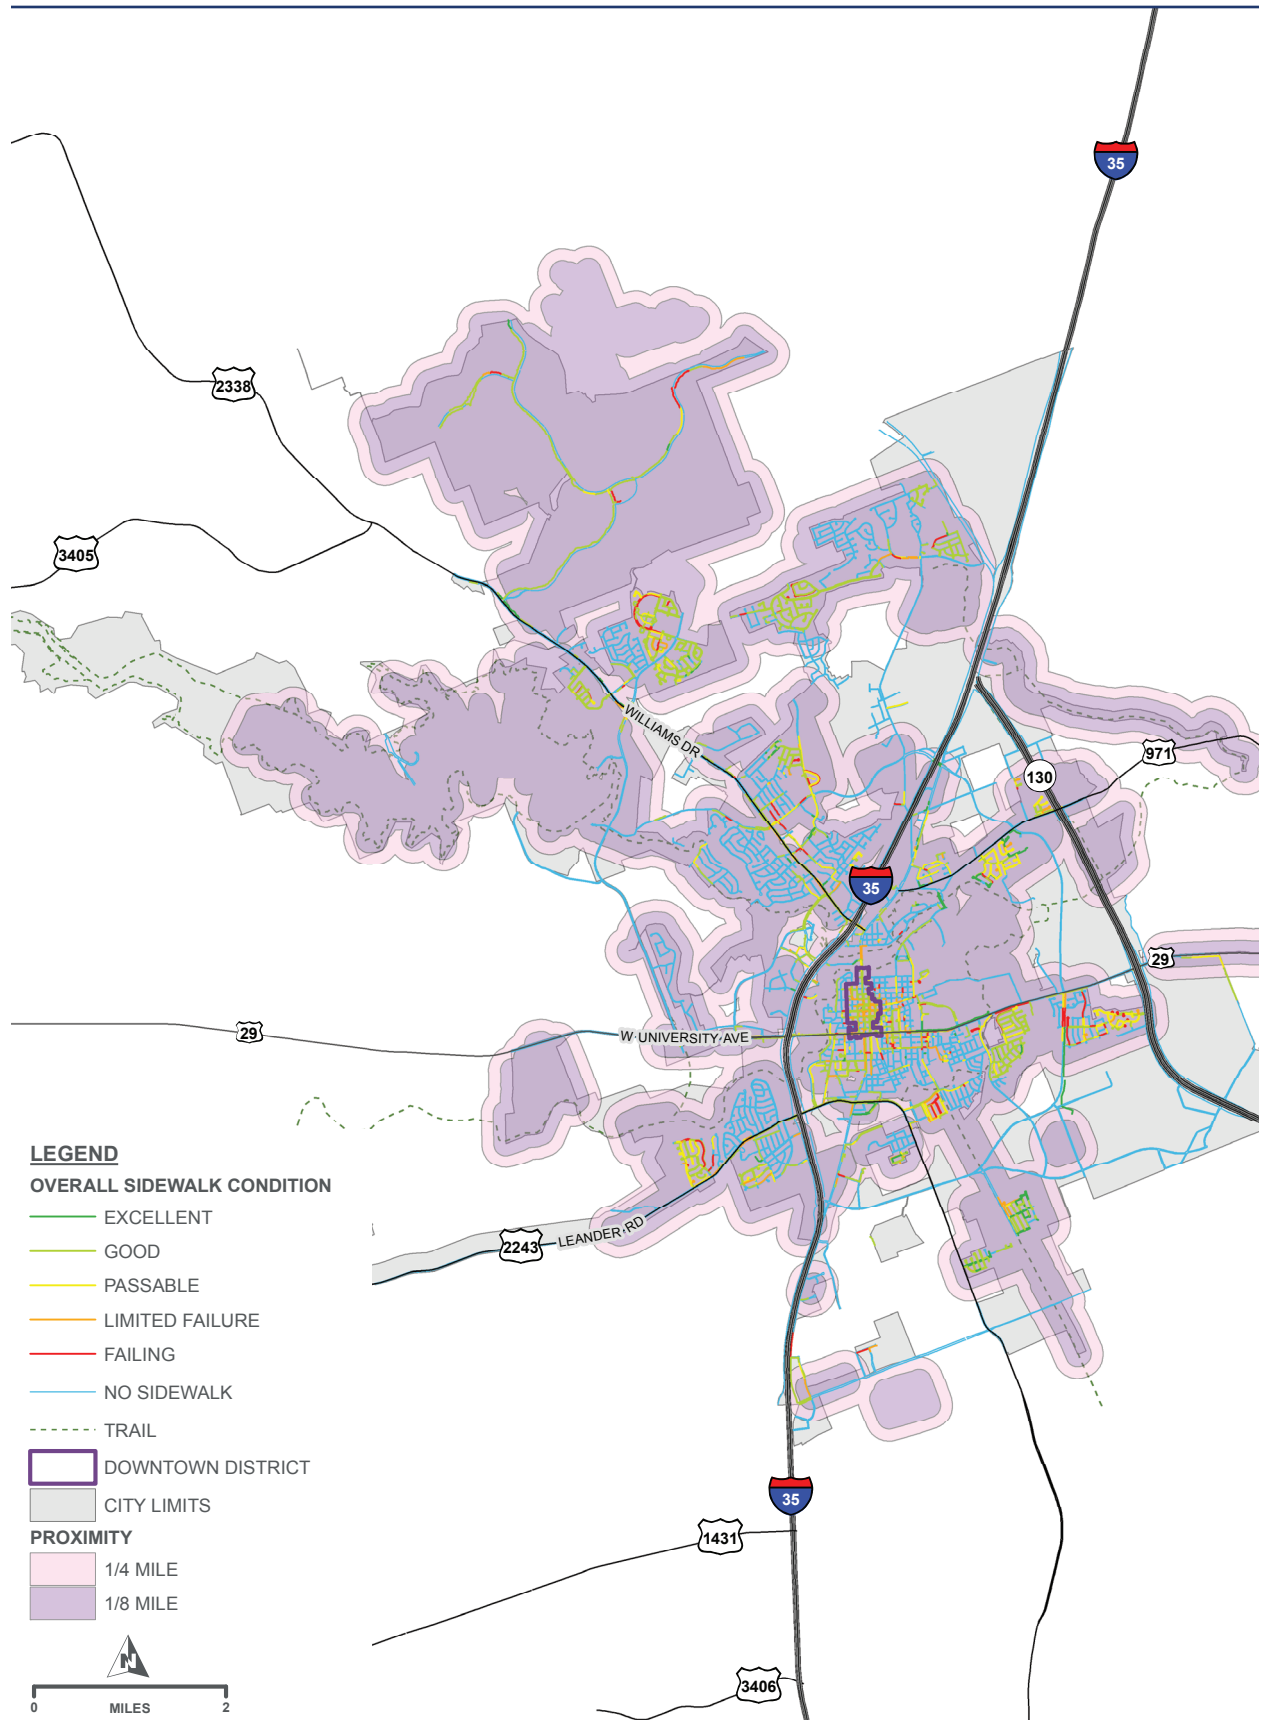 35
2338
3405
WILLIAMS DR
971
130
35
29
29
W UNIVERSITY AVE
LEGEND
OVERALL SIDEWALK CONDITION
EXCELLENT
GOOD
PASSABLE
LIMITED FAILURE
FAILING
NO SIDEWALK
TRAIL
DOWNTOWN DISTRICT
CITY LIMITS
PROXIMITY
1/4 MILE
1/8 MILE
N
0 MILES 2
2243
LEANDER RD
35
1431
3406